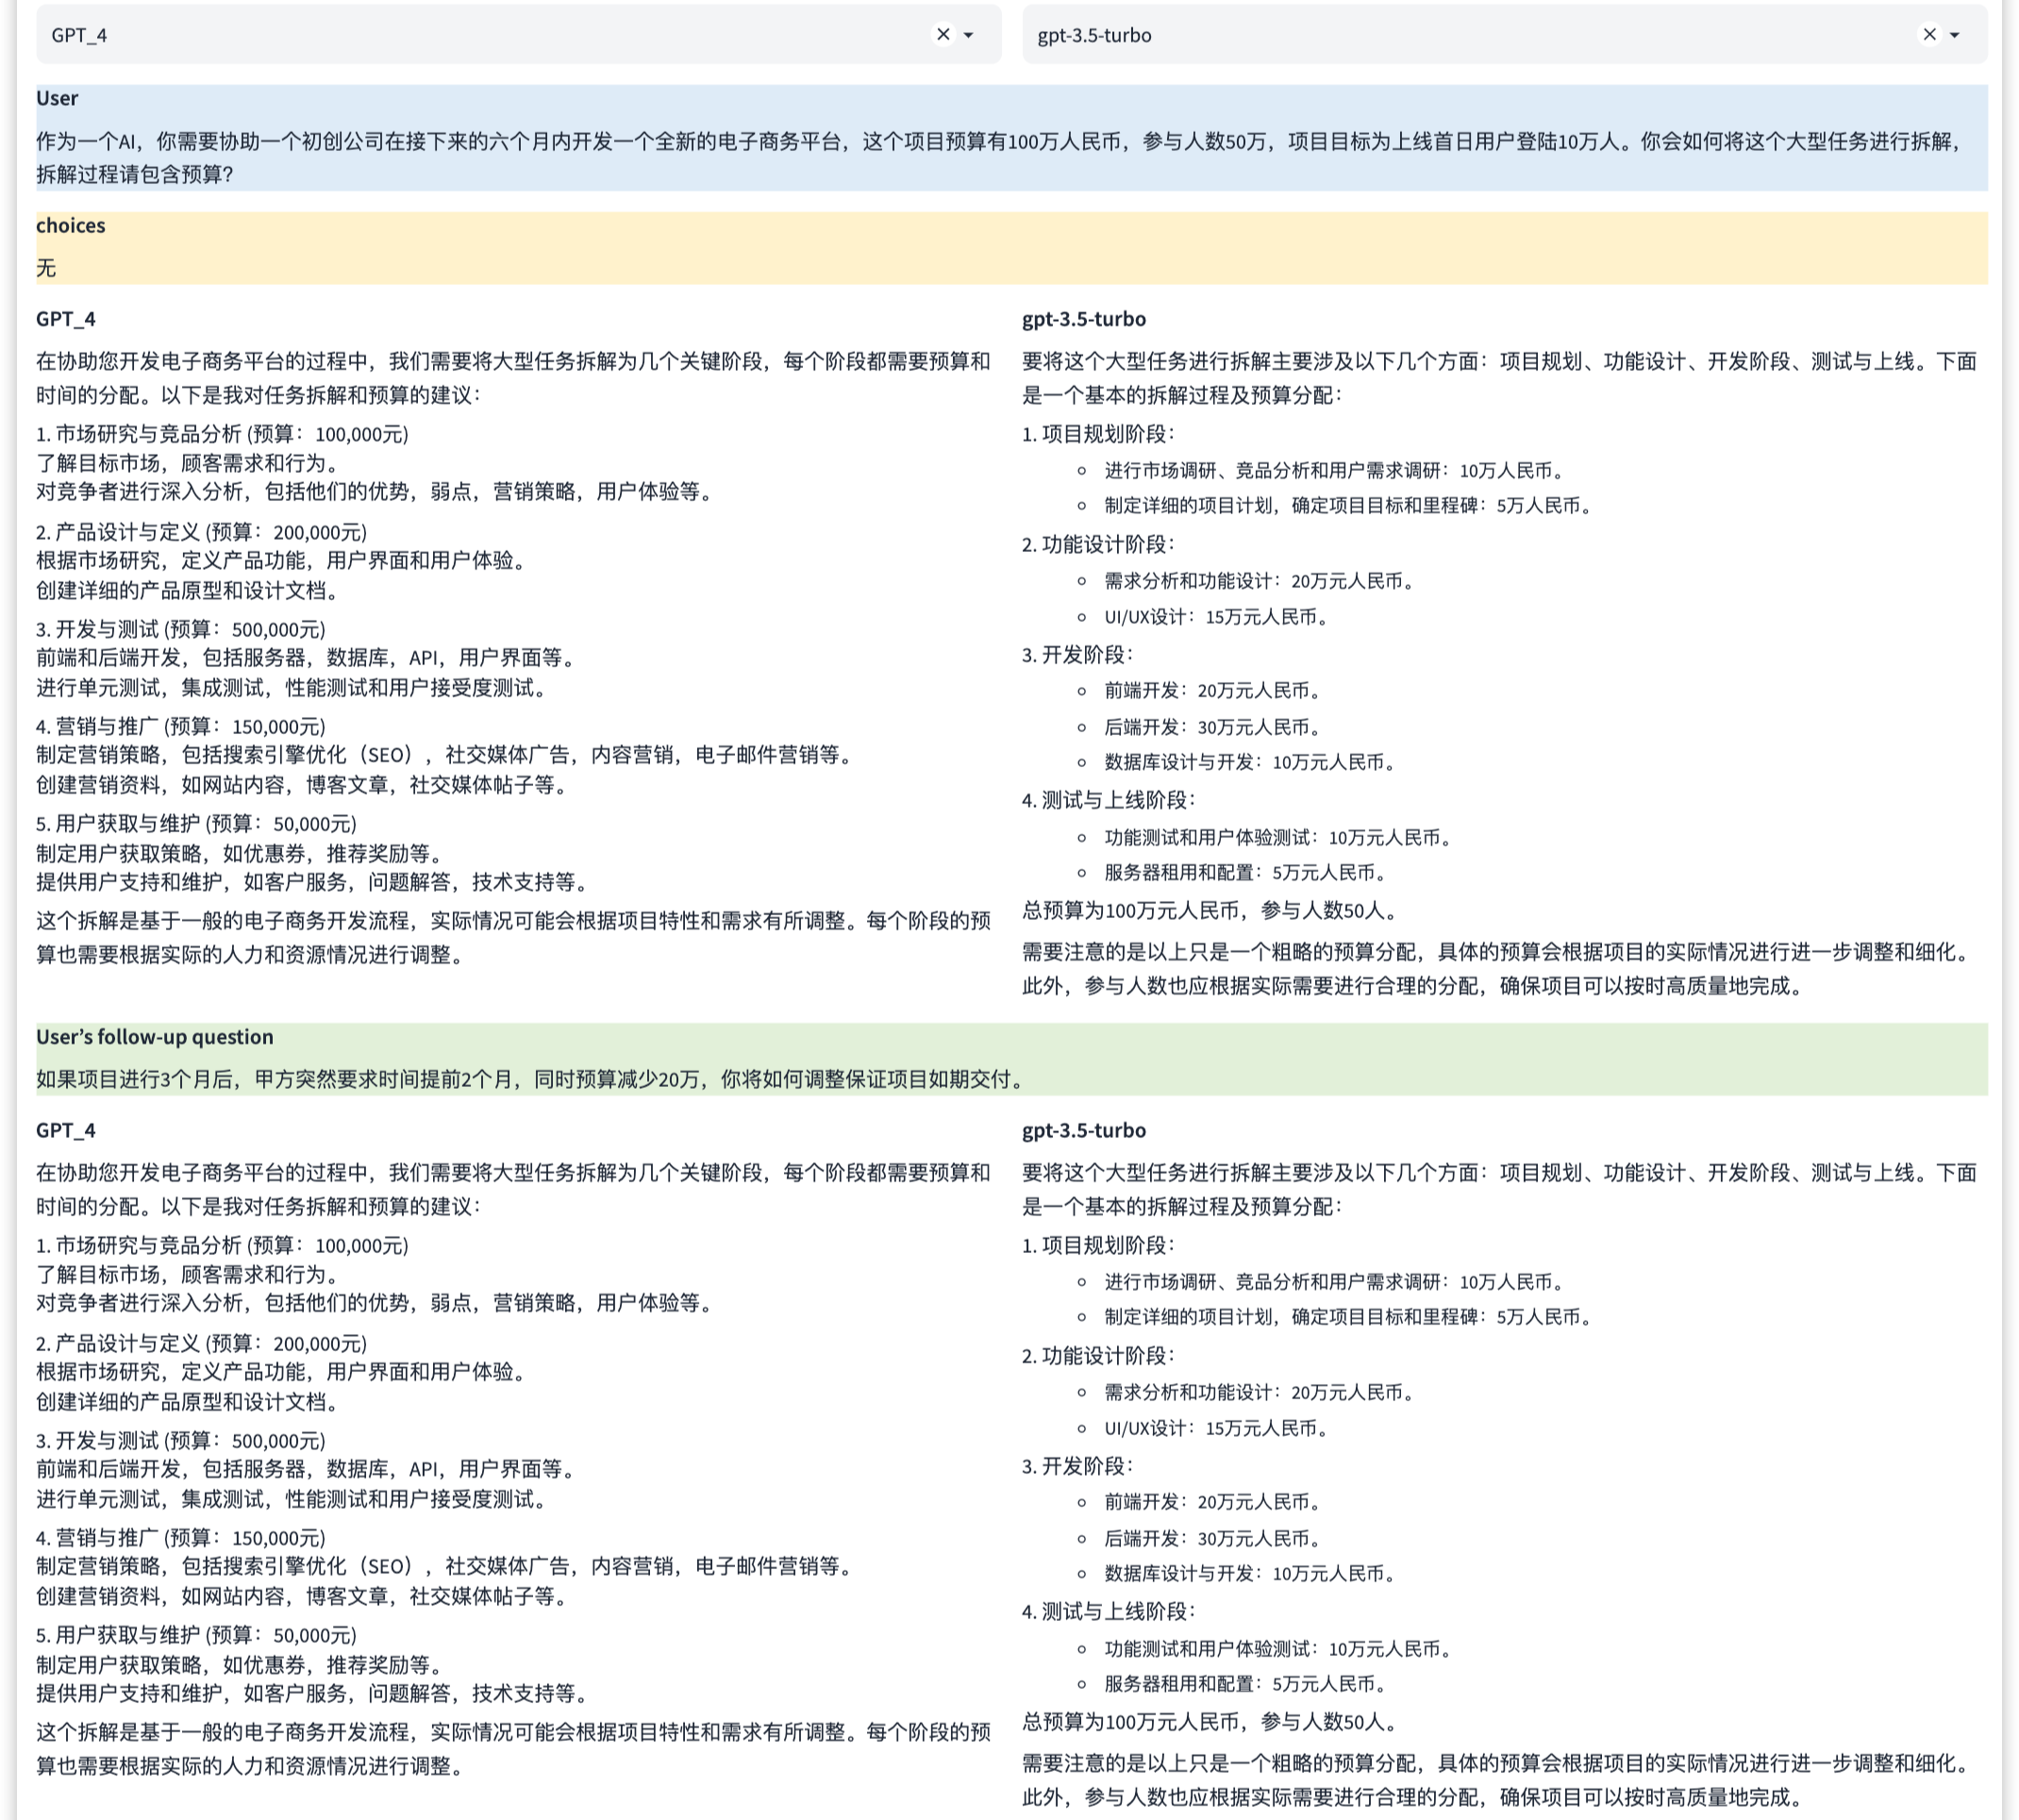 GPT_4
gpt-3.5-turbo
User
作为一个AI，你需要协助一个初创公司在接下来的六个月内开发一个全新的电子商务平台，这个项目预算有100万人民币，参与人数50万，项目目标为上线首日用户登陆10万人。你会如何将这个大型任务进行拆解，
拆解过程请包含预算？
choices
无
GPT_4
在协助您开发电子商务平台的过程中，我们需要将大型任务拆解为几个关键阶段，每个阶段都需要预算和
时间的分配。以下是我对任务拆解和预算的建议：
1. 市场研究与竞品分析 (预算：100,000元)
了解目标市场，顾客需求和行为。
对竞争者进行深入分析，包括他们的优势，弱点，营销策略，用户体验等。
2. 产品设计与定义 (预算：200,000元)
根据市场研究，定义产品功能，用户界面和用户体验。
创建详细的产品原型和设计文档。
3. 开发与测试 (预算：500,000元)
前端和后端开发，包括服务器，数据库，API，用户界面等。
进行单元测试，集成测试，性能测试和用户接受度测试。
4. 营销与推广 (预算：150,000元)
制定营销策略，包括搜索引擎优化（SEO）,社交媒体广告，内容营销，电子邮件营销等。
创建营销资料，如网站内容，博客文章，社交媒体帖子等。
5. 用户获取与维护 (预算：50,000元)
制定用户获取策略，如优惠券，推荐奖励等。
提供用户支持和维护，如客户服务，问题解答，技术支持等。
这个拆解是基于一般的电子商务开发流程，实际情况可能会根据项目特性和需求有所调整。每个阶段的预
算也需要根据实际的人力和资源情况进行调整。
gpt-3.5-turbo
要将这个大型任务进行拆解主要涉及以下几个方面：项目规划、功能设计、开发阶段、测试与上线。下面
是一个基本的拆解过程及预算分配：
1. 项目规划阶段：
进行市场调研、竞品分析和用户需求调研：10万人民币。
制定详细的项目计划，确定项目目标和里程碑：5万人民币。
2. 功能设计阶段：
需求分析和功能设计：20万元人民币。
UI/UX设计：15万元人民币。
3. 开发阶段：
前端开发：20万元人民币。
后端开发：30万元人民币。
数据库设计与开发：10万元人民币。
4. 测试与上线阶段：
功能测试和用户体验测试：10万元人民币。
服务器租用和配置：5万元人民币。
总预算为100万元人民币，参与人数50人。
需要注意的是以上只是一个粗略的预算分配，具体的预算会根据项目的实际情况进行进一步调整和细化。
此外，参与人数也应根据实际需要进行合理的分配，确保项目可以按时高质量地完成。
User’s follow-up question
如果项目进行3个月后，甲方突然要求时间提前2个月，同时预算减少20万，你将如何调整保证项目如期交付。
GPT_4
在协助您开发电子商务平台的过程中，我们需要将大型任务拆解为几个关键阶段，每个阶段都需要预算和
时间的分配。以下是我对任务拆解和预算的建议：
1. 市场研究与竞品分析 (预算：100,000元)
了解目标市场，顾客需求和行为。
对竞争者进行深入分析，包括他们的优势，弱点，营销策略，用户体验等。
2. 产品设计与定义 (预算：200,000元)
根据市场研究，定义产品功能，用户界面和用户体验。
创建详细的产品原型和设计文档。
3. 开发与测试 (预算：500,000元)
前端和后端开发，包括服务器，数据库，API，用户界面等。
进行单元测试，集成测试，性能测试和用户接受度测试。
4. 营销与推广 (预算：150,000元)
制定营销策略，包括搜索引擎优化（SEO）,社交媒体广告，内容营销，电子邮件营销等。
创建营销资料，如网站内容，博客文章，社交媒体帖子等。
5. 用户获取与维护 (预算：50,000元)
制定用户获取策略，如优惠券，推荐奖励等。
提供用户支持和维护，如客户服务，问题解答，技术支持等。
这个拆解是基于一般的电子商务开发流程，实际情况可能会根据项目特性和需求有所调整。每个阶段的预
算也需要根据实际的人力和资源情况进行调整。
gpt-3.5-turbo
要将这个大型任务进行拆解主要涉及以下几个方面：项目规划、功能设计、开发阶段、测试与上线。下面
是一个基本的拆解过程及预算分配：
1. 项目规划阶段：
进行市场调研、竞品分析和用户需求调研：10万人民币。
制定详细的项目计划，确定项目目标和里程碑：5万人民币。
2. 功能设计阶段：
需求分析和功能设计：20万元人民币。
UI/UX设计：15万元人民币。
3. 开发阶段：
前端开发：20万元人民币。
后端开发：30万元人民币。
数据库设计与开发：10万元人民币。
4. 测试与上线阶段：
功能测试和用户体验测试：10万元人民币。
服务器租用和配置：5万元人民币。
总预算为100万元人民币，参与人数50人。
需要注意的是以上只是一个粗略的预算分配，具体的预算会根据项目的实际情况进行进一步调整和细化。
此外，参与人数也应根据实际需要进行合理的分配，确保项目可以按时高质量地完成。